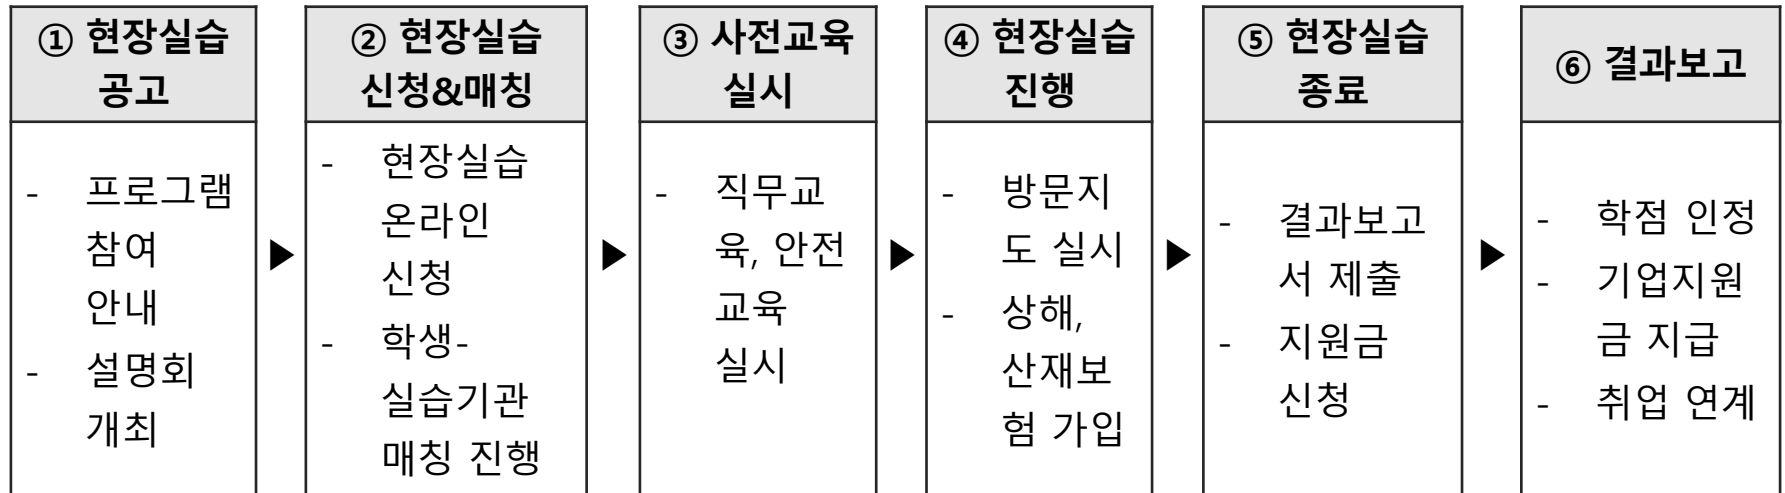 ① 현장실습
공고
- 프로그램
참여
안내
- 설명회
개최
▶
② 현장실습
신청&매칭
- 현장실습
온라인
신청
- 학생-
실습기관
매칭 진행
▶
③ 사전교육
실시
- 직무교
육, 안전
교육
실시
▶
④ 현장실습
진행
- 방문지
도 실시
- 상해,
산재보
험 가입
▶
⑤ 현장실습
종료
- 결과보고
서 제출
- 지원금
신청
▶
⑥ 결과보고
- 학점 인정
- 기업지원
금 지급
- 취업 연계